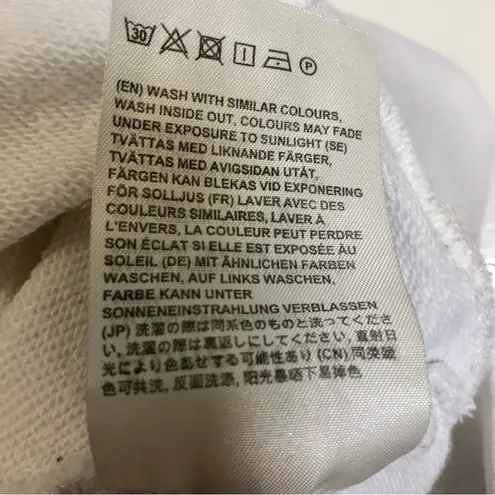 30 P
(EN) WASH WITH SIMILAR COLOURS,
WASH INSIDE OUT, COLOURS MAY FADE
UNDER EXPOSURE TO SUNLIGHT (SE)
TVÄTTAS MED LIKNANDE FÄRGER,
TVÄTTAS MED AVIGSIDAN UTÅT,
FÄRGEN KAN BLEKAS VID EXPONERING
FÖR SOLLJUS (FR) LAVER AVEC DES
COULEURS SIMILAIRES, LAVER À
L'ENVERS, LA COULEUR PEUT PERDRE
SON ÉCLAT SI ELLE EST EXPOSÉE AU
SOLEIL (DE) MIT ÄHNLICHEN FARBEN
WASCHEN, AUF LINKS WASCHEN,
FARBE KANN UNTER
SONNENEINSTRAHLUNG VERBLASSEN
(JP) 洗濯の際は同系色のものと洗ってくださ
い, 洗濯の際は裏返しにしてください, 直射日
光により色あせする可能性あり (CN) 同类颜
色可共洗, 反面洗涤, 阳光暴晒下易掉色